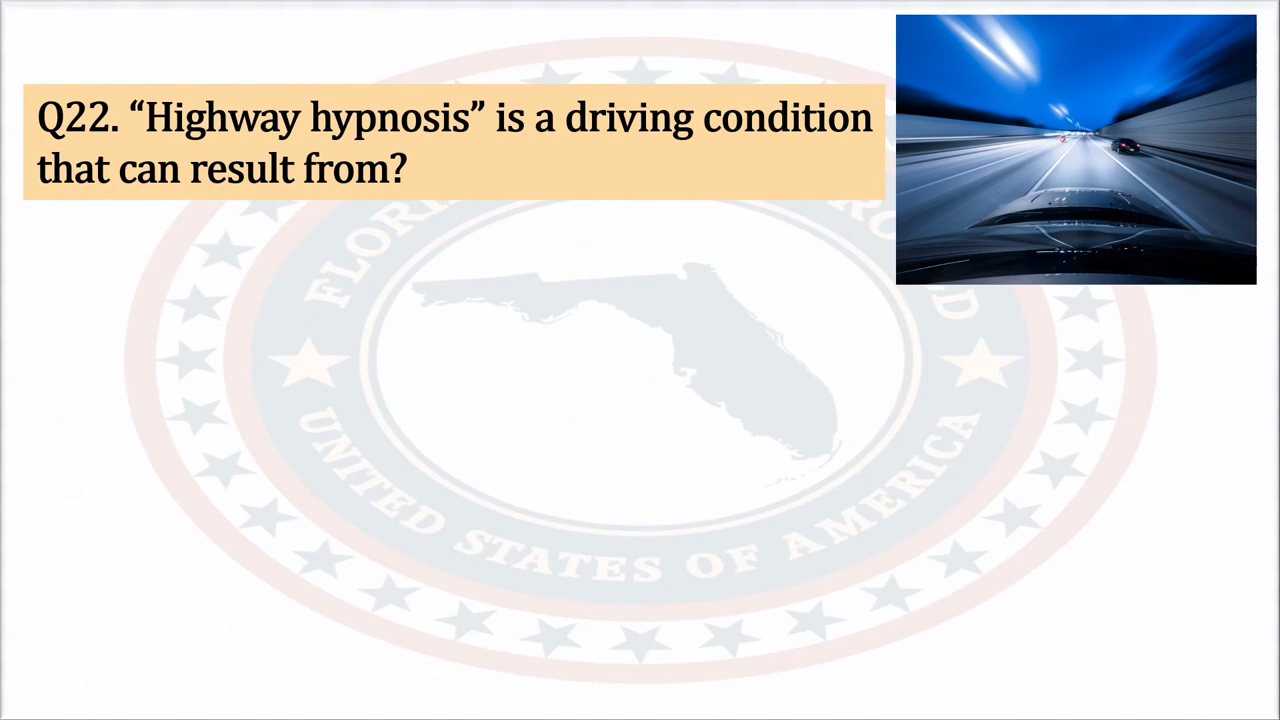 Q22. “Highway hypnosis” is a driving condition
that can result from?
UNITED STATES OF AMERICA